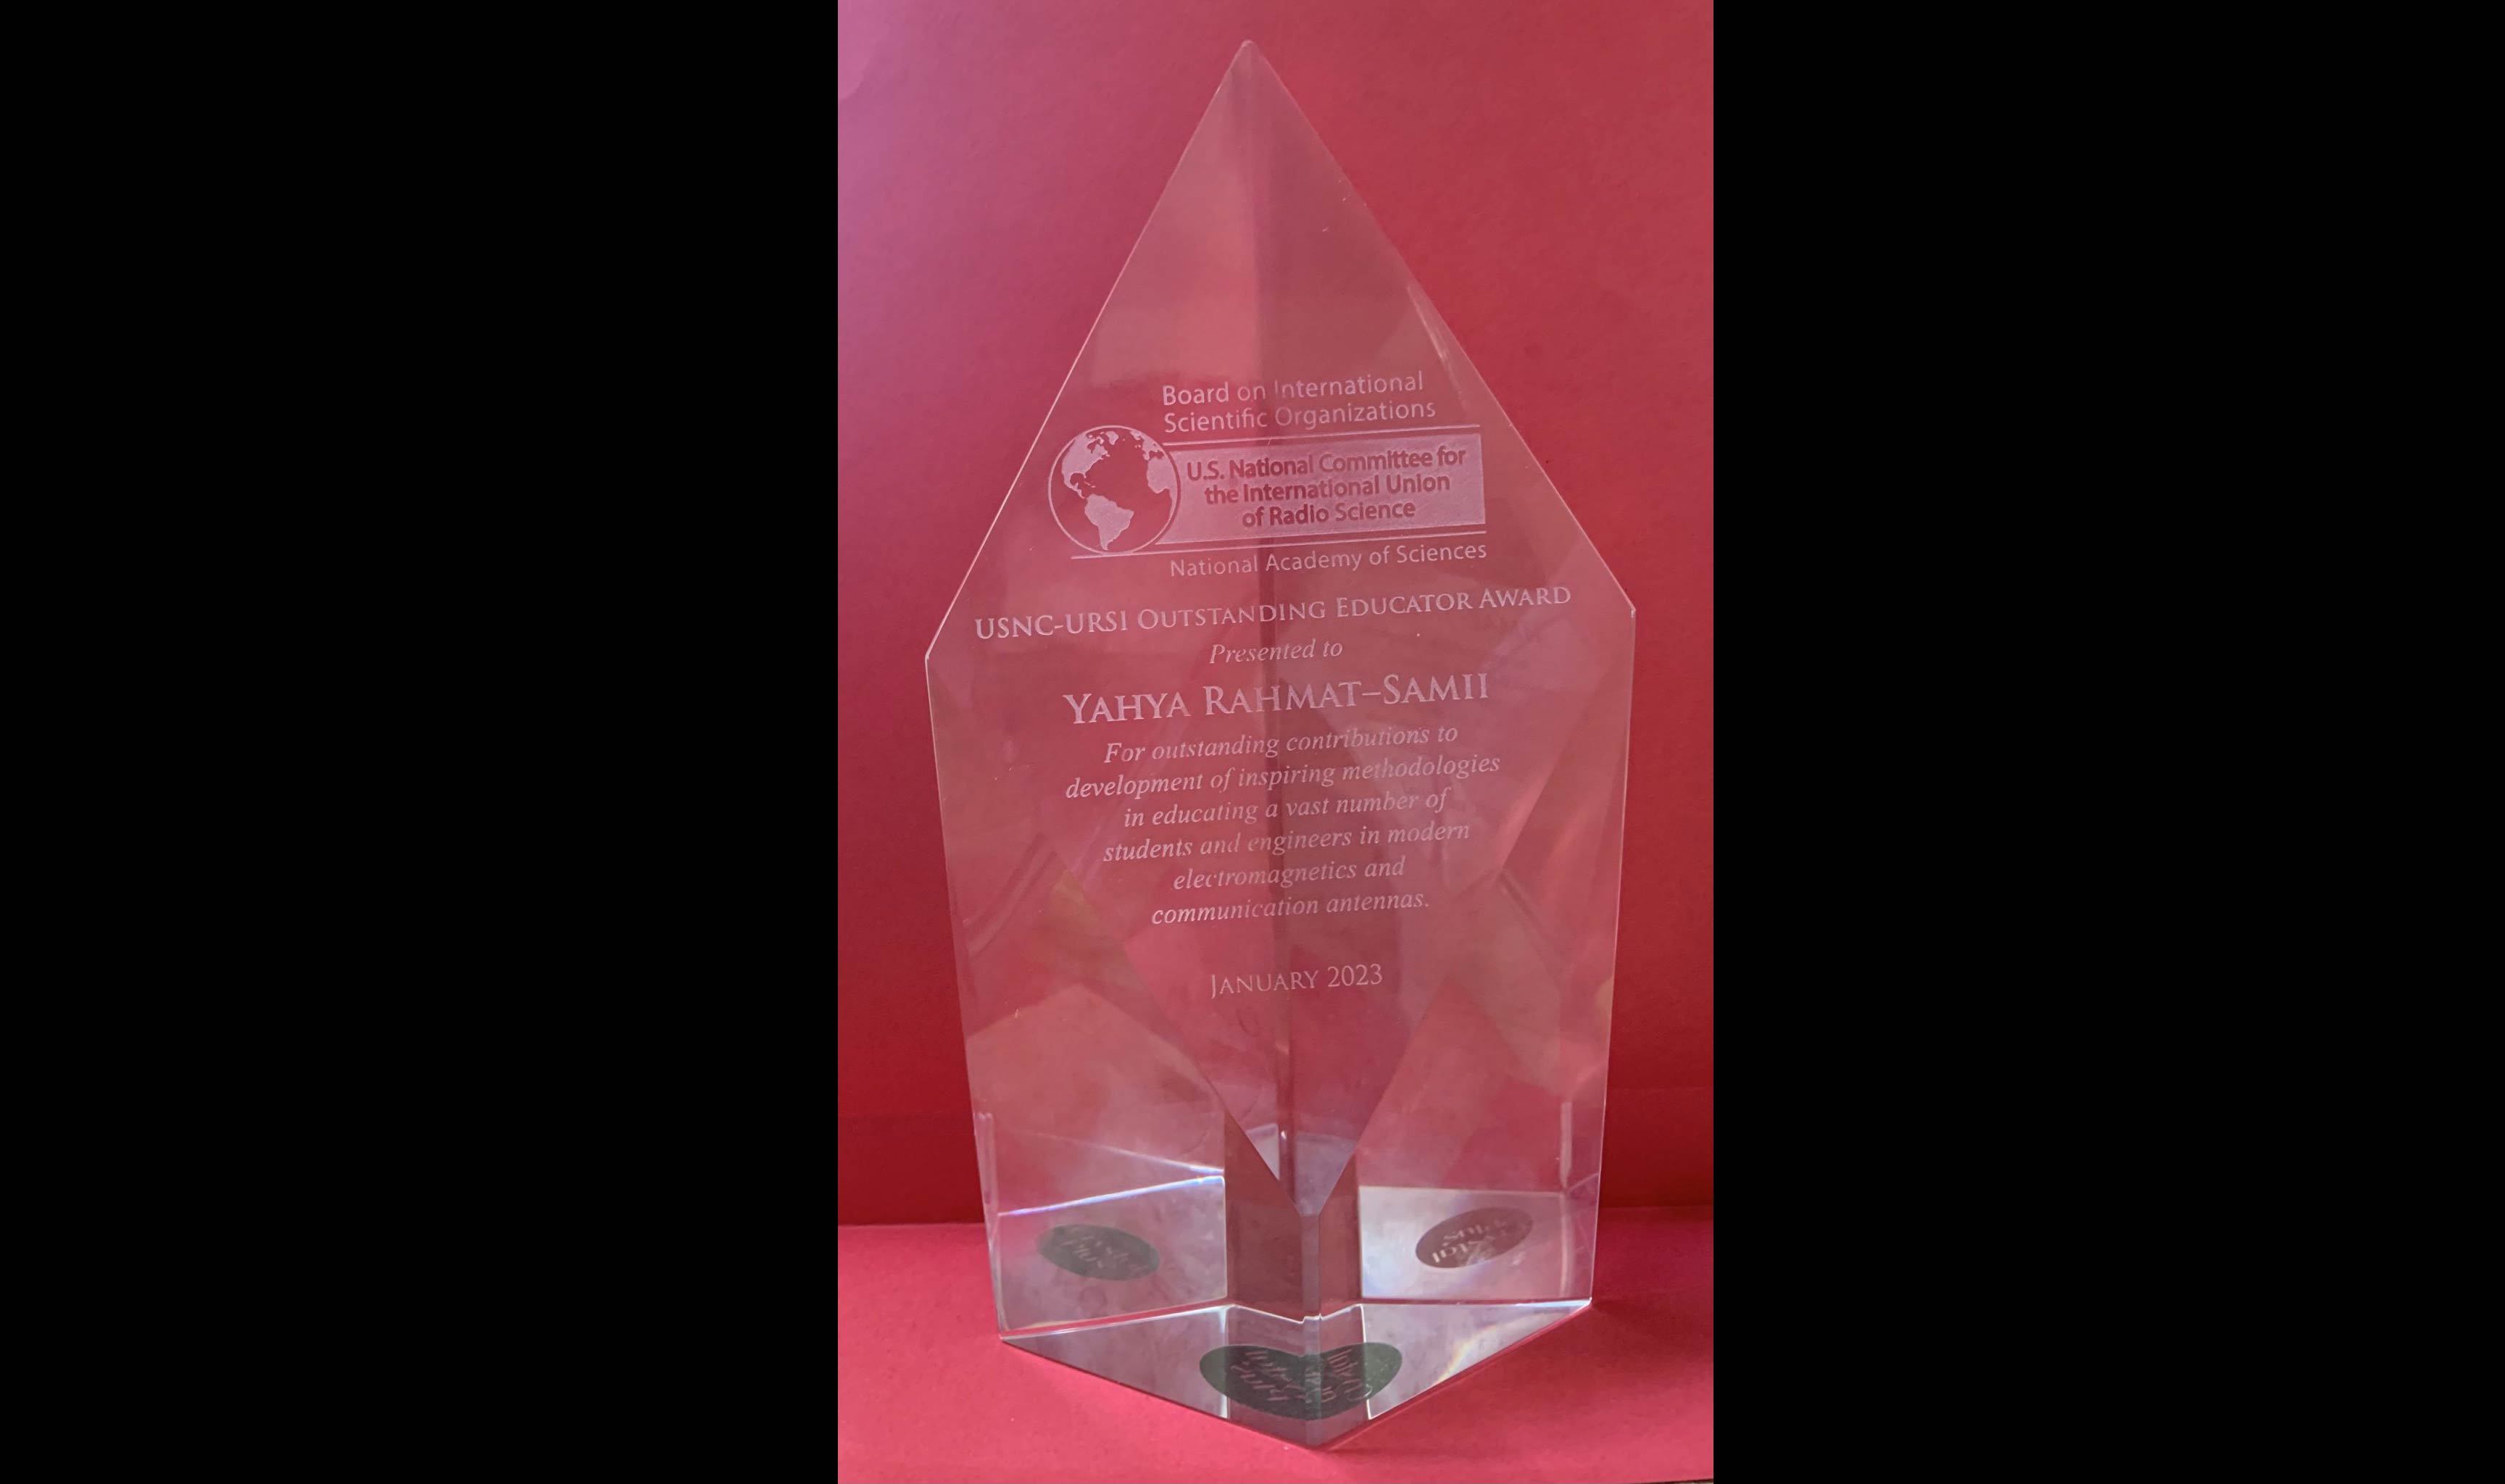 Board on International
Scientific Organizations
U.S. National Committee for
the International Union
of Radio Science
National Academy of Sciences
USNC-URSI OUTSTANDING EDUCATOR AWARD
Presented to
YAHYA RAHMAT–SAMII
For outstanding contributions to
development of inspiring methodologies
in educating a vast number of
students and engineers in modern
electromagnetics and
communication antennas.
JANUARY 2023